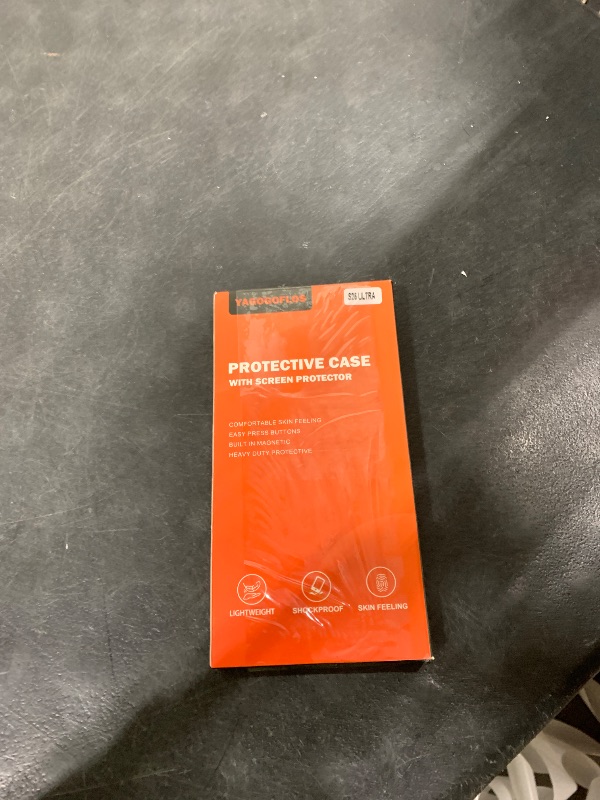 ULTRA
PROTECTIVE CASE
WITH SCREEN PROTECTOR
COMFORTABLE SKIN FEELING
EASY PRESS BUTTONS
BUILT IN MAGNETIC
HEAVY DUTY PROTECTIVE
LIGHTWEIGHT
SHOCKPROOF
SKIN FEELING